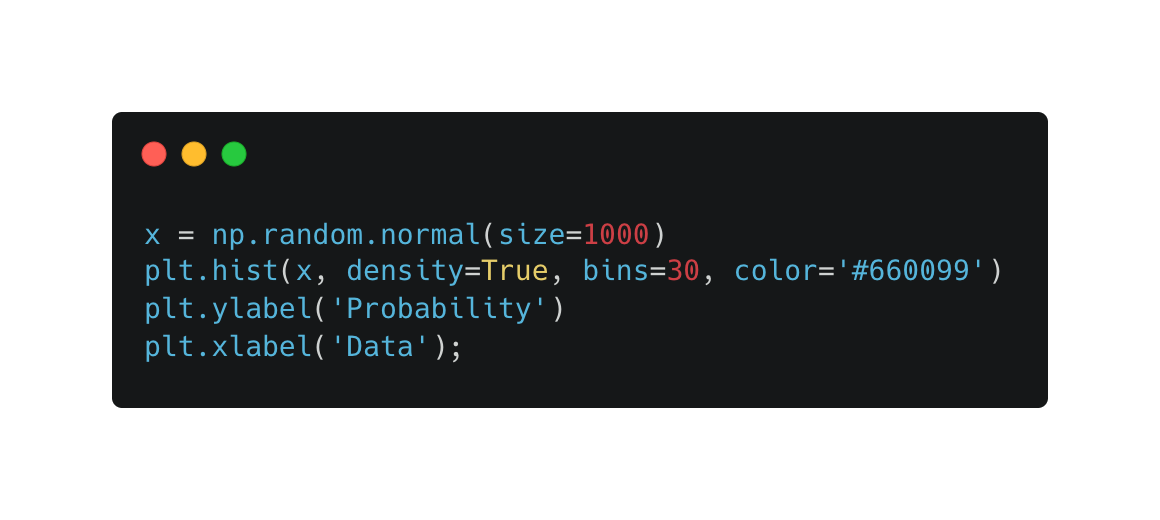 x = np.random.normal(size=1000)
plt.hist(x, density=True, bins=30, color='#660099')
plt.ylabel('Probability')
plt.xlabel('Data');